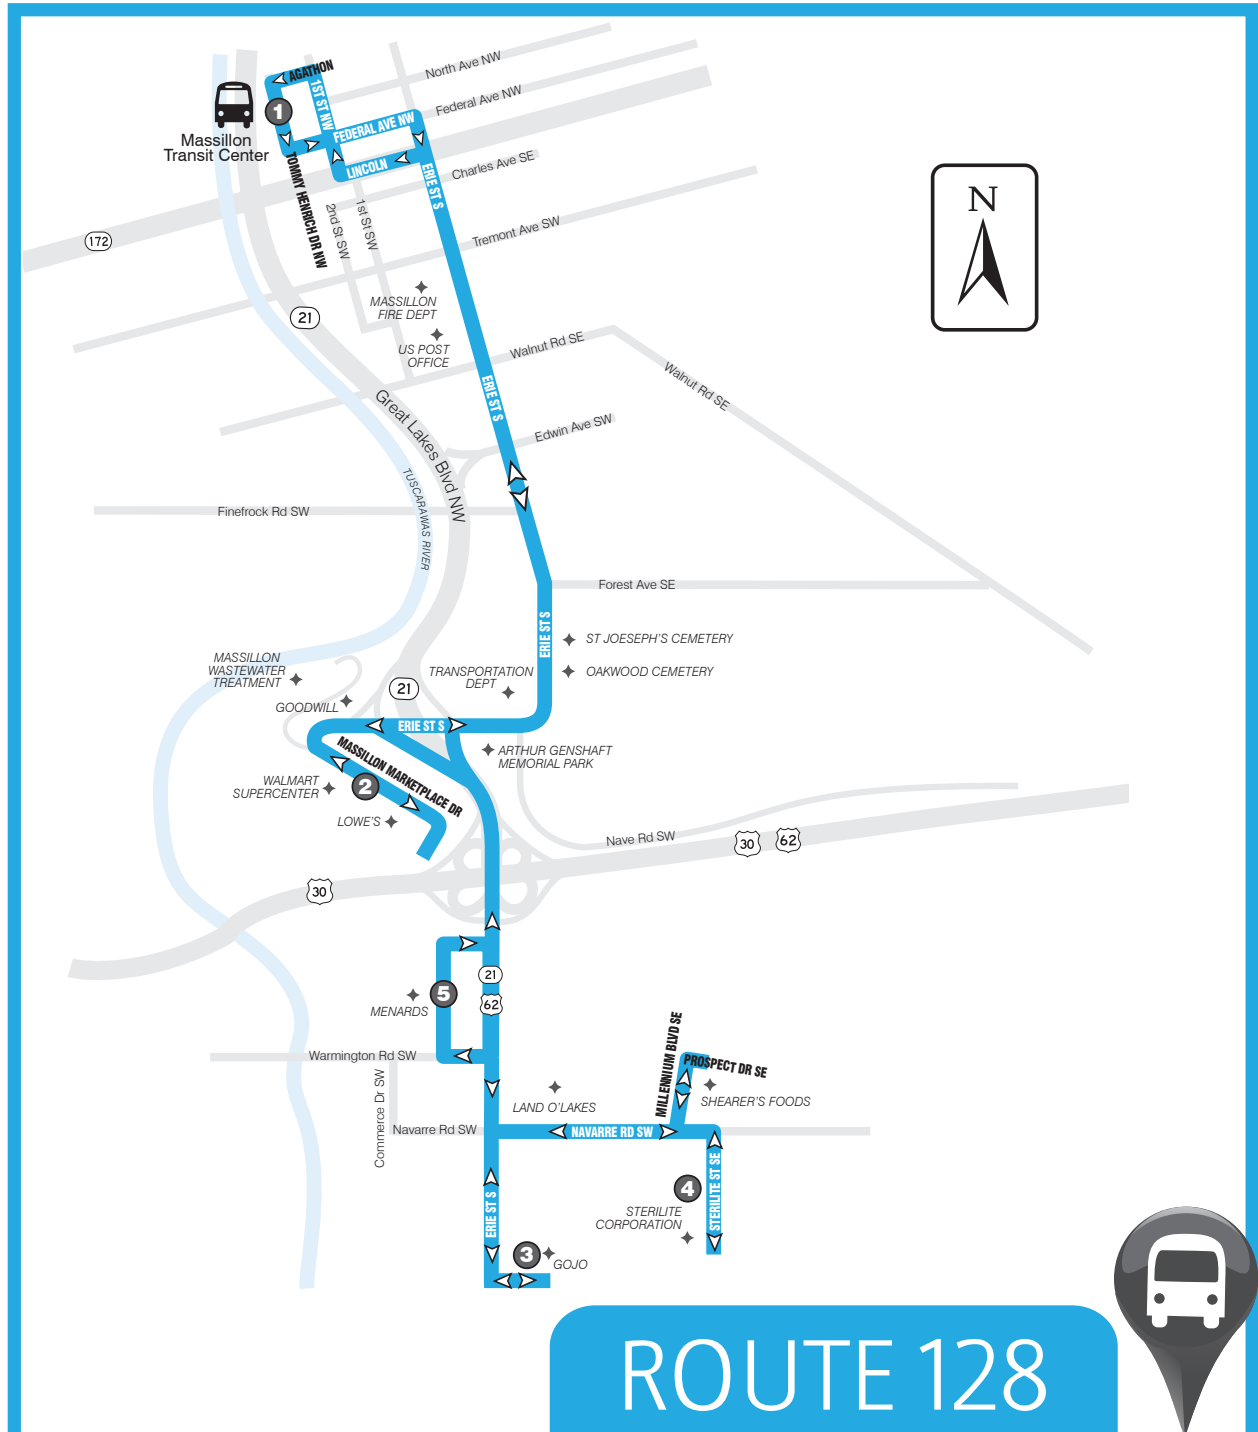 North Ave NW
AGATHON
1ST ST NW
Federal Ave NW
1
FEDERAL AVE NW
Massillon
Transit Center
LINCOLN
Charles Ave SE
ERIE ST S
TOMMY HENRICH DR NW
2nd St SW
1st St SW
Tremont Ave SW
N
172
MASSILLON
FIRE DEPT
21
US POST
OFFICE
Walnut Rd SE
Walnut Rd SE
ERIE ST S
Great Lakes Blvd NW
Edwin Ave SW
TUSCARAWAS RIVER
Finefrock Rd SW
Forest Ave SE
ERIE ST S
ST JOESEPH'S CEMETERY
MASSILLON
WASTEWATER
TREATMENT
TRANSPORTATION
DEPT
OAKWOOD CEMETERY
21
GOODWILL
ERIE ST S
MASSILLON MARKETPLACE DR
ARTHUR GENSHAFT
MEMORIAL PARK
WALMART
SUPERCENTER
2
LOWE'S
Nave Rd SW
30
62
30
21
62
5
MENARDS
MILLENNIUM BLVD SE
Warmington Rd SW
PROSPECT DR SE
Commerce Dr SW
LAND O'LAKES
SHEARER'S FOODS
Navarre Rd SW
NAVARRE RD SW
STERILITE ST SE
4
ERIE ST S
STERILITE
CORPORATION
3
GOJO
ROUTE 128